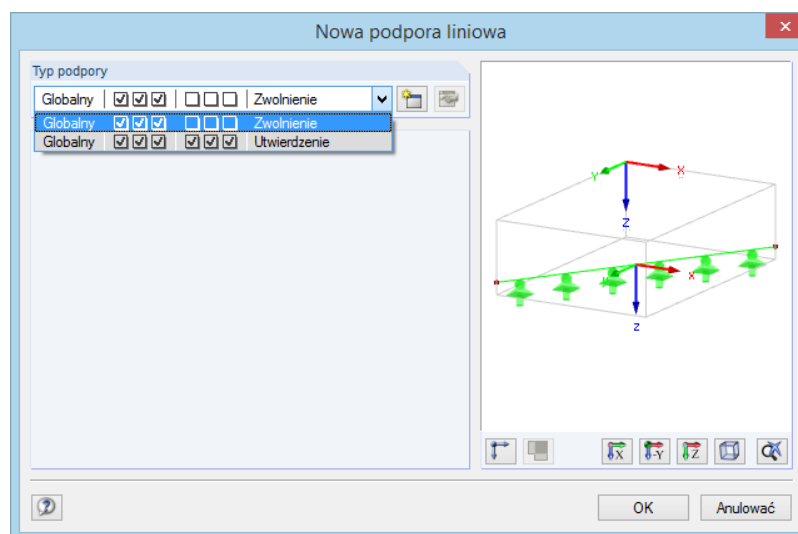 Nowa podpora liniowa
Typ podpory
Globalny Zwolnienie
Globalny Zwolnienie
Globalny Utwierdzenie
Y X
Z
Y x
z
X -Y Z
OK Anulować